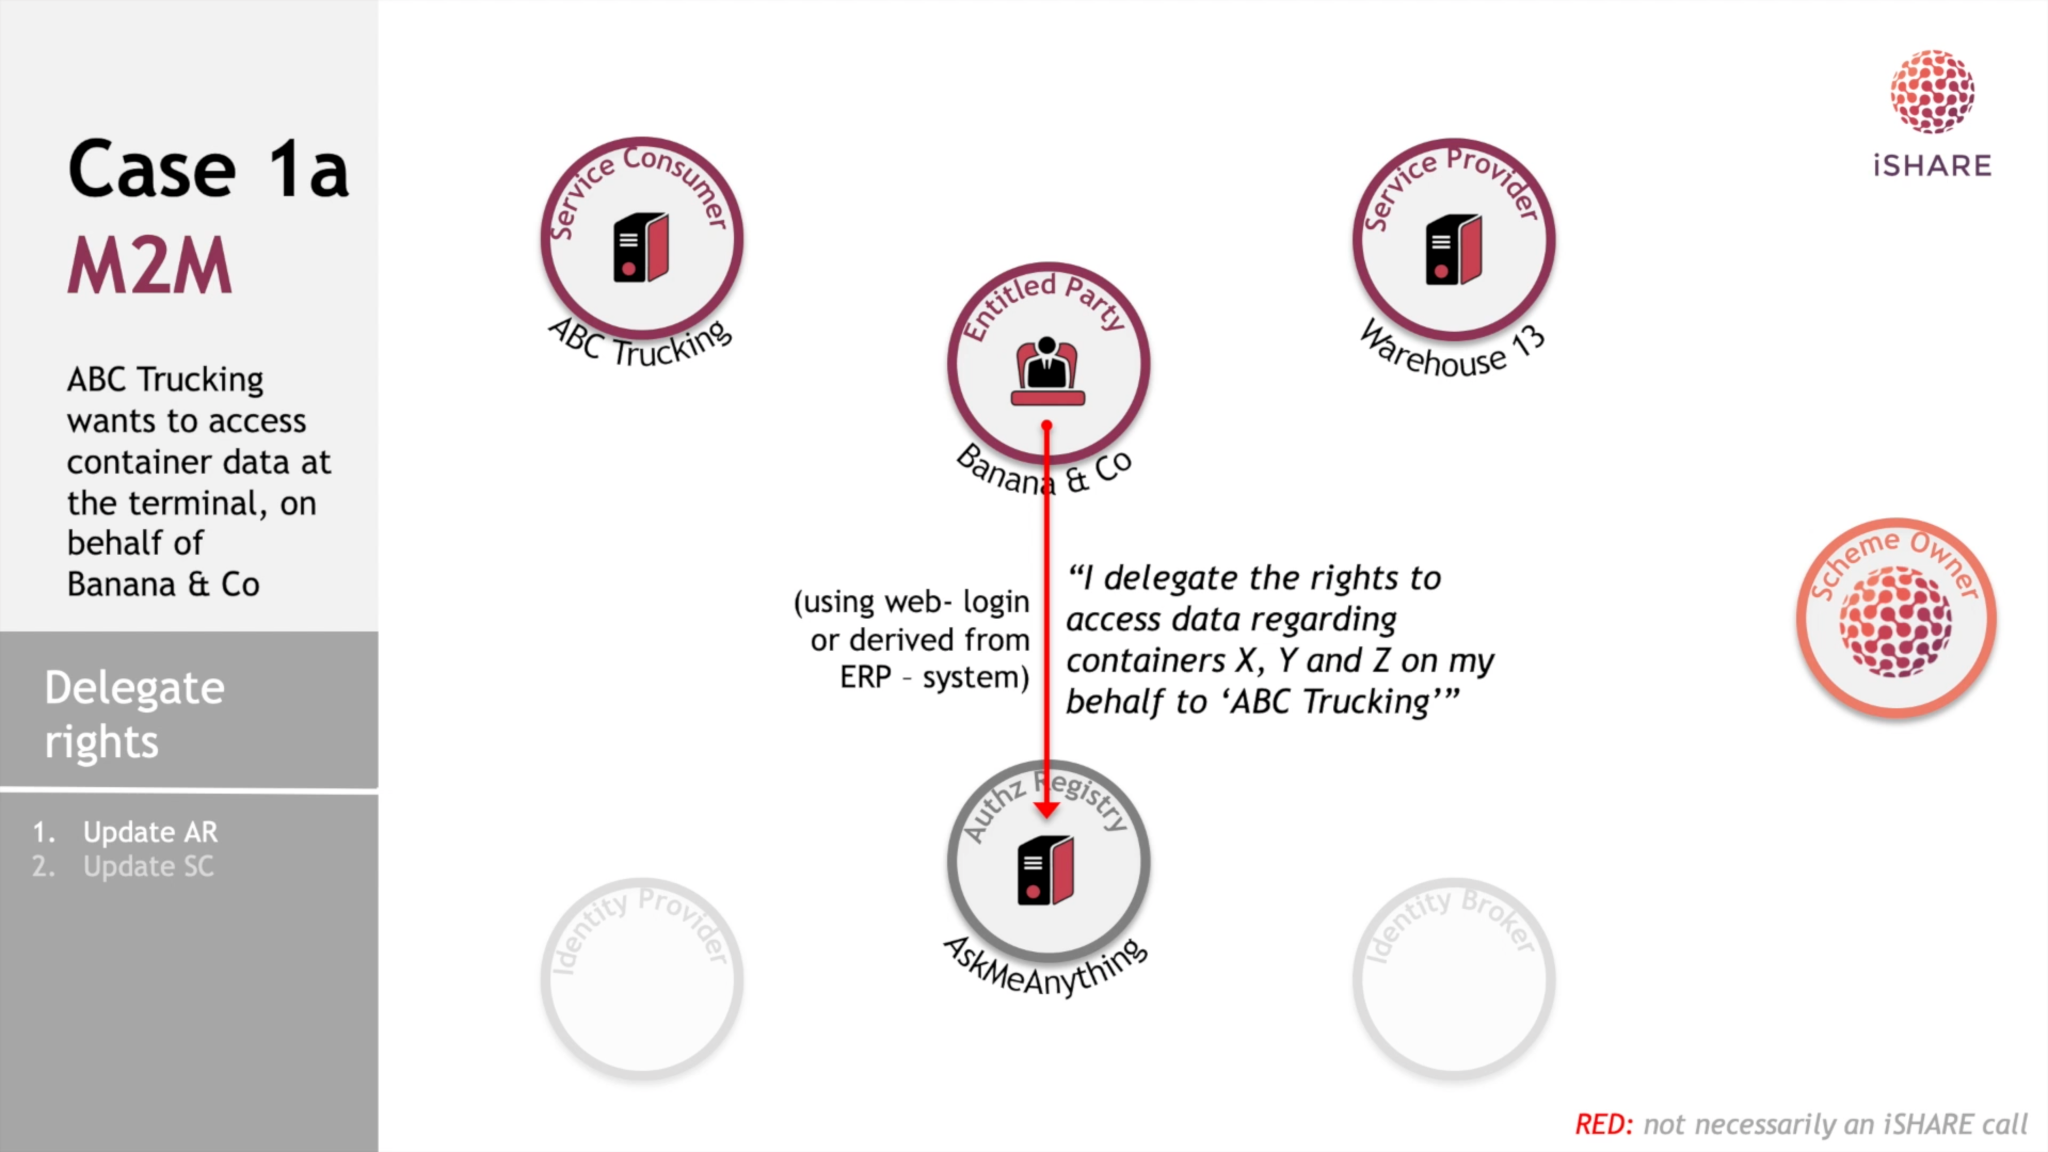 Case 1a
M2M
ABC Trucking
wants to access
container data at
the terminal, on
behalf of
Banana & Co
Delegate
rights
1. Update AR
2. Update SC
Service Consumer
ABC Trucking
Entitled Party
Banana & Co
Service Provider
Warehouse 13
iSHARE
(using web- login
or derived from
ERP – system)
“I delegate the rights to
access data regarding
containers X, Y and Z on my
behalf to ‘ABC Trucking’”
Scheme Owner
Authz Registry
AskMeAnything
Identity Provider
Identity Broker
RED: not necessarily an iSHARE call